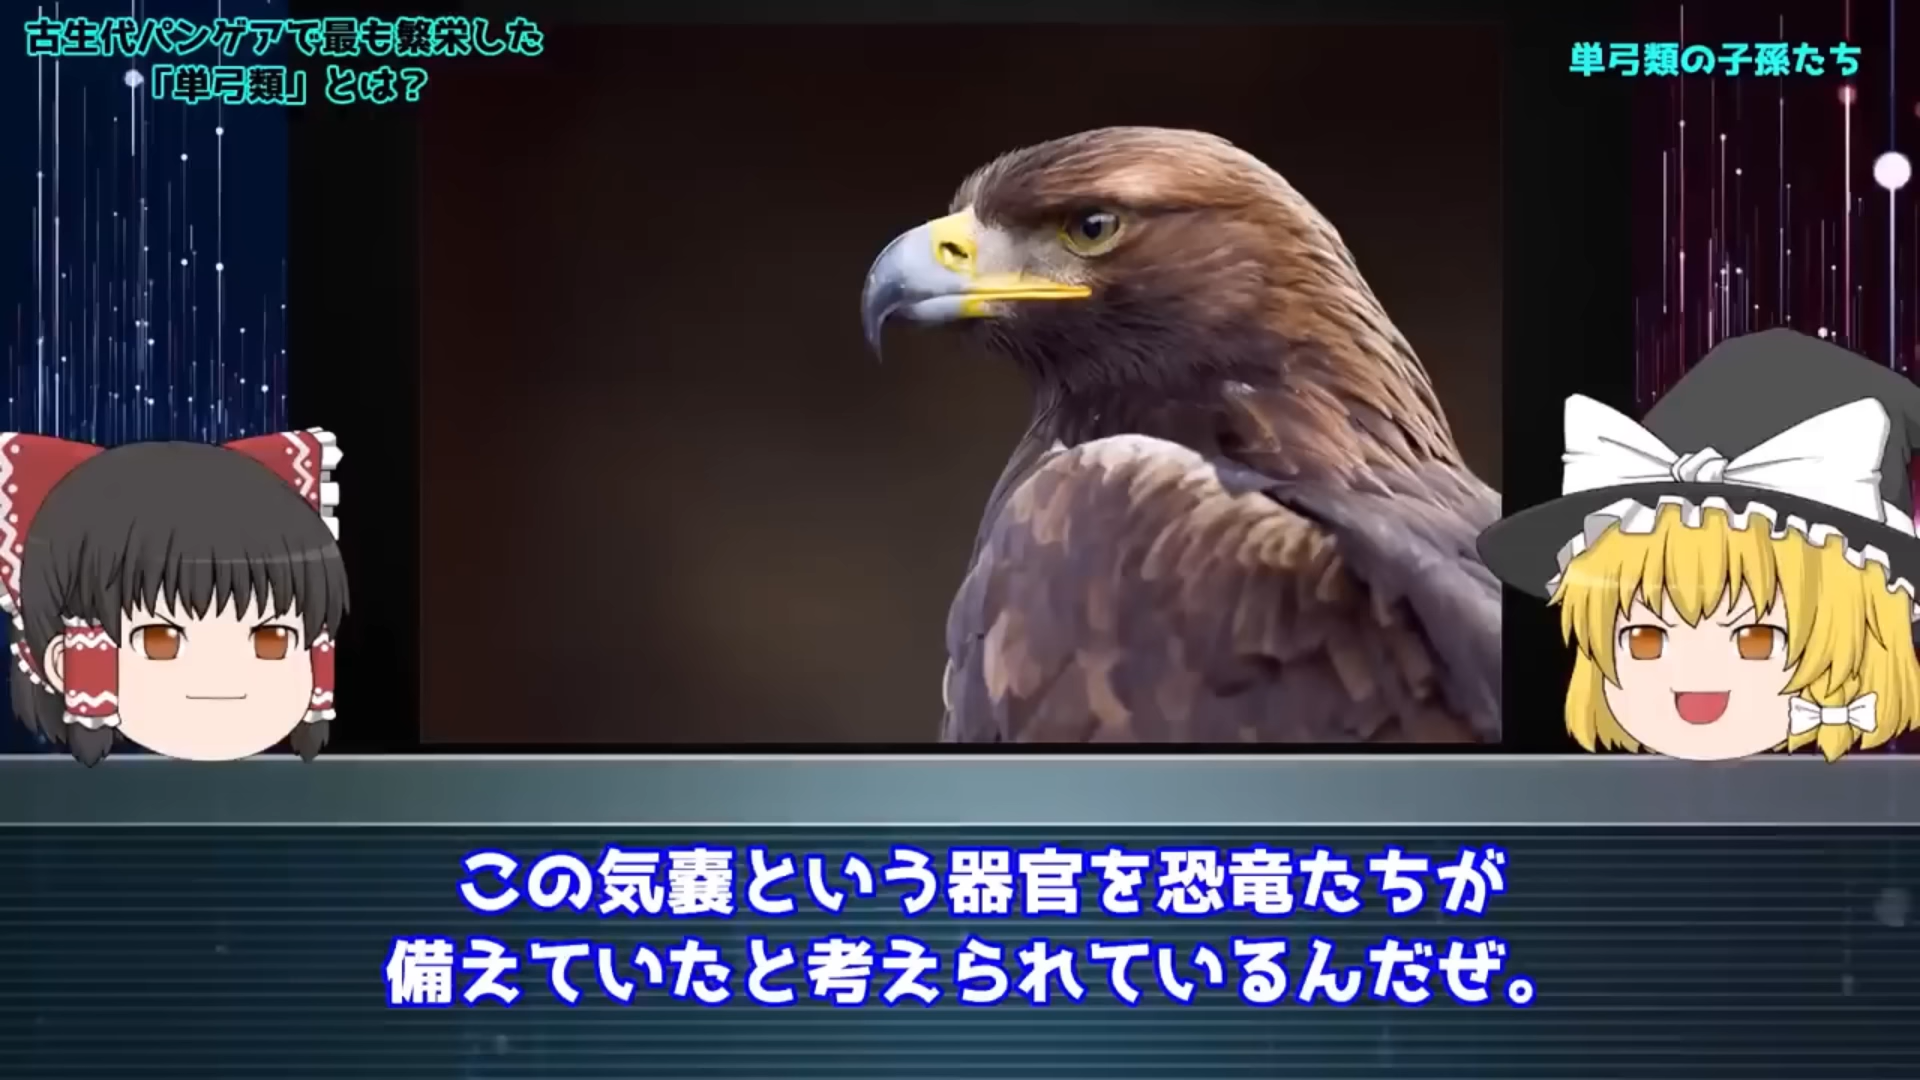 古生代パンゲアで最も繁栄した
「単弓類」とは?
単弓類の子孫たち
この気嚢という器官を恐竜たちが
備えていたと考えられているんだぜ。